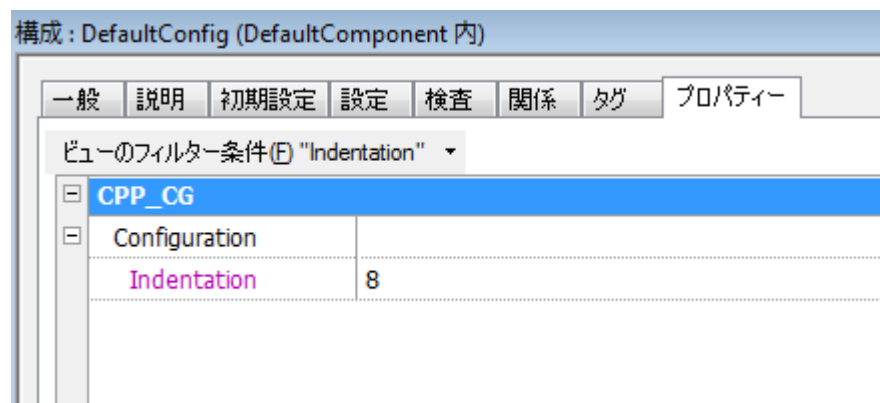 構成 : DefaultConfig (DefaultComponent 内)
一般 説明 初期設定 設定 検査 関係 タグ プロパティー
ビューのフィルター条件(F) "Indentation"
CPP_CG
Configuration
Indentation 8